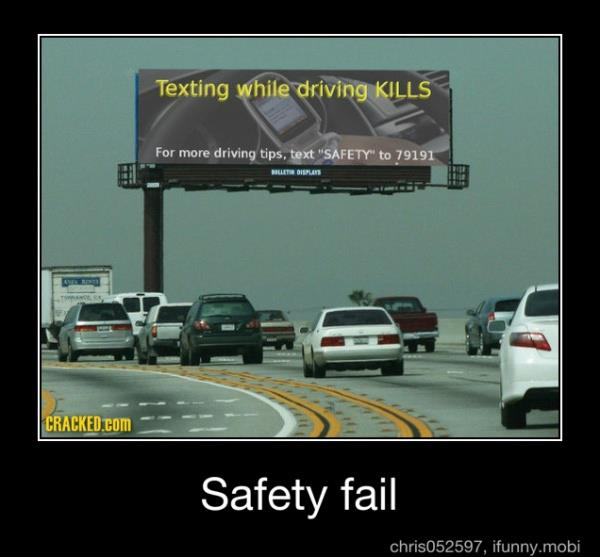 Texting while driving KILLS
For more driving tips, text "SAFETY" to 79191
BULLETIN DISPLAYS
CRACKED.COM
Safety fail
chris052597, ifunny.mobi